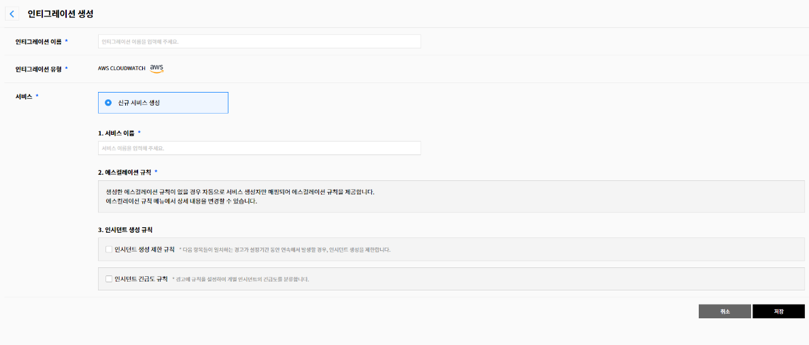 인티그레이션 생성
인티그레이션 이름 *
인티그레이션 이름을 입력해 주세요.
인티그레이션 유형 *
AWS CLOUDWATCH aws
서비스 *
신규 서비스 생성
1. 서비스 이름 *
서비스 이름을 입력해 주세요.
2. 에스컬레이션 규칙 *
생성한 에스컬레이션 규칙이 없을 경우 자동으로 서비스 생성자만 매핑되어 에스컬레이션 규칙을 제공합니다.
에스컬레이션 규칙 메뉴에서 상세 내용을 변경할 수 있습니다.
3. 인시던트 생성 규칙
인시던트 생성 제한 규칙 * 다음 항목들이 일치하는 경고가 설정기간 동안 연속해서 발생할 경우, 인시던트 생성을 제한합니다.
인시던트 긴급도 규칙 * 경고에 규칙을 설정하여 개별 인시던트의 긴급도를 분류합니다.
취소 저장